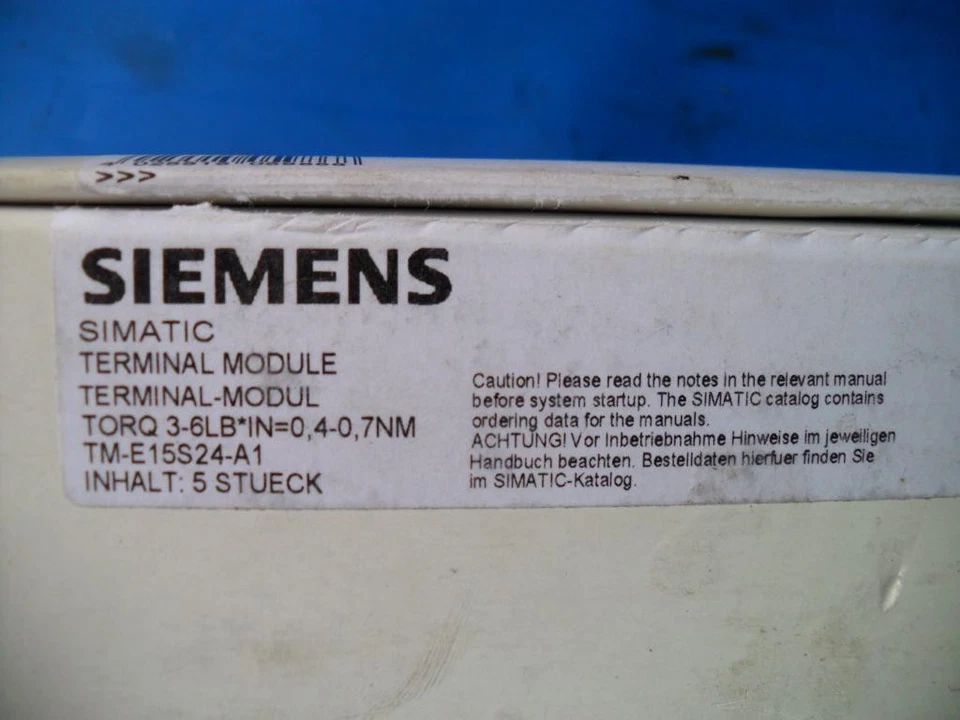 >>>
SIEMENS
SIMATIC
TERMINAL MODULE
TERMINAL-MODUL
TORQ 3-6LB*IN=0,4-0,7NM
TM-E15S24-A1
INHALT: 5 STUECK
Caution! Please read the notes in the relevant manual
before system startup. The SIMATIC catalog contains
ordering data for the manuals.
ACHTUNG! Vor Inbetriebnahme Hinweise im jeweiligen
Handbuch beachten. Bestelldaten hierfuer finden Sie
im SIMATIC-Katalog.